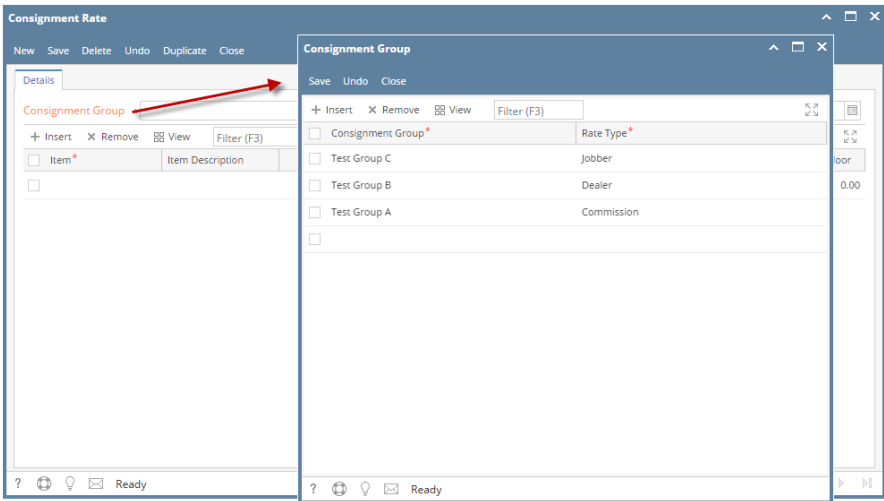 Consignment Rate
New Save Delete Undo Duplicate Close
Details
Consignment Group
Insert Remove View Filter (F3)
Item* Item Description loor
0.00
? Ready
Consignment Group
Save Undo Close
Insert Remove View Filter (F3)
Consignment Group* Rate Type*
Test Group C Jobber
Test Group B Dealer
Test Group A Commission
? Ready